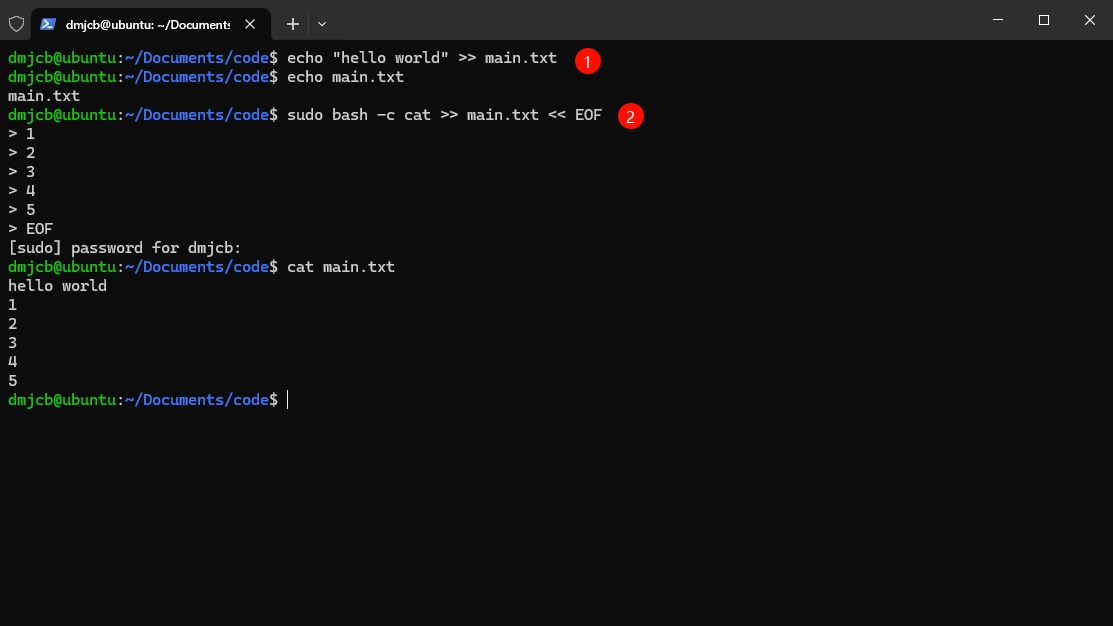 dmjcb@ubuntu: ~/Documents
dmjcb@ubuntu:~/Documents/code$ echo "hello world" >> main.txt 1
dmjcb@ubuntu:~/Documents/code$ echo main.txt
main.txt
dmjcb@ubuntu:~/Documents/code$ sudo bash -c cat >> main.txt << EOF 2
> 1
> 2
> 3
> 4
> 5
> EOF
[sudo] password for dmjcb:
dmjcb@ubuntu:~/Documents/code$ cat main.txt
hello world
1
2
3
4
5
dmjcb@ubuntu:~/Documents/code$